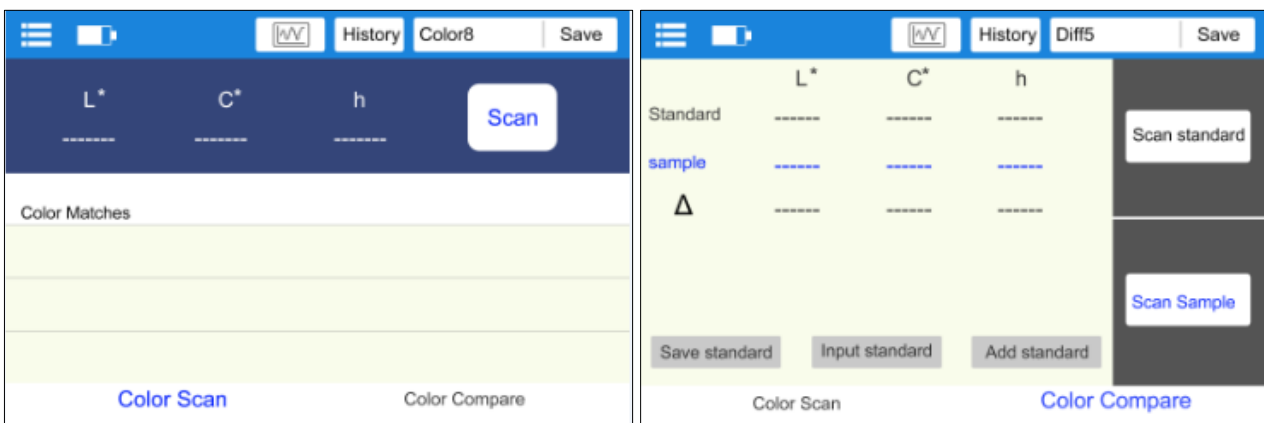 History Color8 Save
L* C* h
------- ------- -------
Scan
Color Matches
Color Scan Color Compare
History Diff5 Save
L* C* h
Standard ------ ------ ------
sample ------ ------ ------
Δ ------ ------ ------
Scan standard
Scan Sample
Save standard Input standard Add standard
Color Scan Color Compare